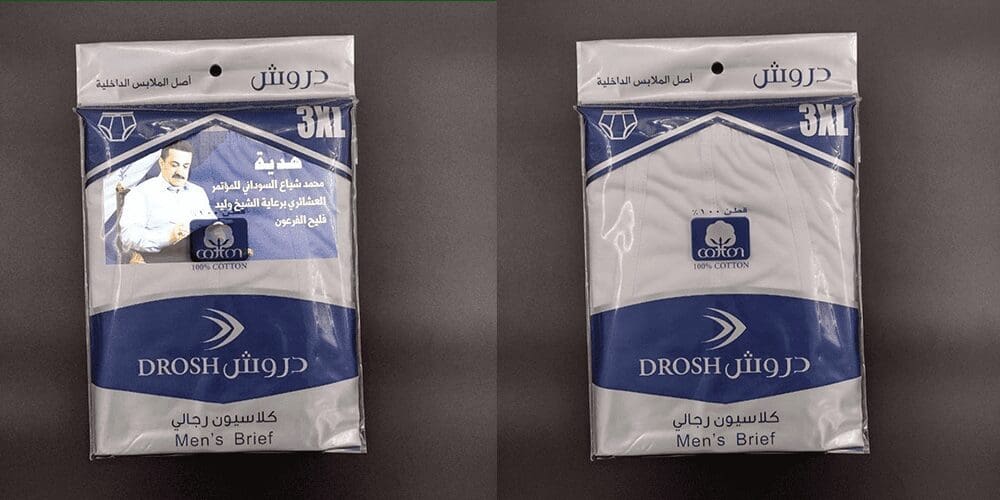 أصل الملابس الداخلية دروش
3XL
هدية
محمد شياع السوداني للمؤتمر
العشائري برعاية الشيخ وليد
فليح الفرعون
قطن ١٠٠٪
cotton
100% COTTON
DROSH دروش
كلاسيون رجالي
Men's Brief
أصل الملابس الداخلية دروش
3XL
قطن ١٠٠٪
cotton
100% COTTON
DROSH دروش
كلاسيون رجالي
Men's Brief